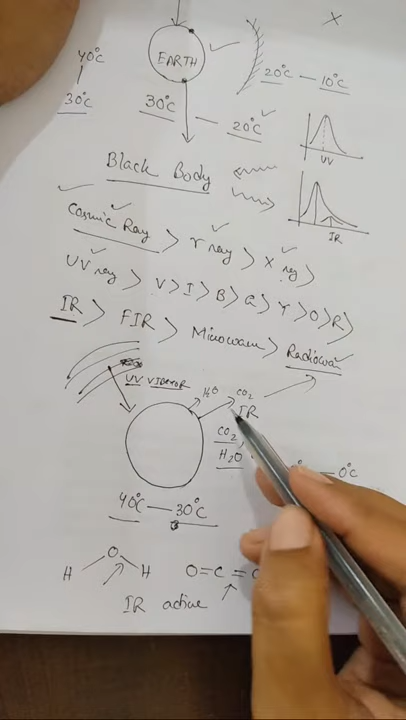 x
EARTH
40°C
30°C
20°C — 10°C
30°C — 20°C
UV
Black Body
IR
Cosmic Ray > γ ray > X ray >
UV ray > V > I > B > G > Y > O > R >
IR > FIR > Microwave > Radiowave
UV VIBGYOR
H₂O CO₂
IR
CO₂
H₂O
— 0°C
40°C — 30°C
H O H O=C=
IR active